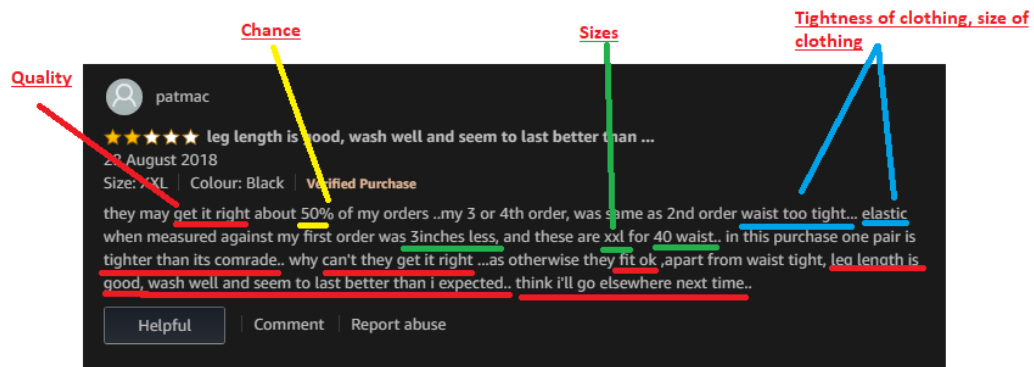 Tightness of clothing, size of
clothing
Chance
Sizes
Quality
patmac
leg length is good, wash well and seem to last better than ...
28 August 2018
Size: XXL | Colour: Black | Verified Purchase
they may get it right about 50% of my orders ..my 3 or 4th order, was same as 2nd order waist too tight... elastic
when measured against my first order was 3inches less, and these are xxl for 40 waist.. in this purchase one pair is
tighter than its comrade.. why can't they get it right ...as otherwise they fit ok ,apart from waist tight, leg length is
good, wash well and seem to last better than i expected.. think i'll go elsewhere next time..
Helpful | Comment | Report abuse